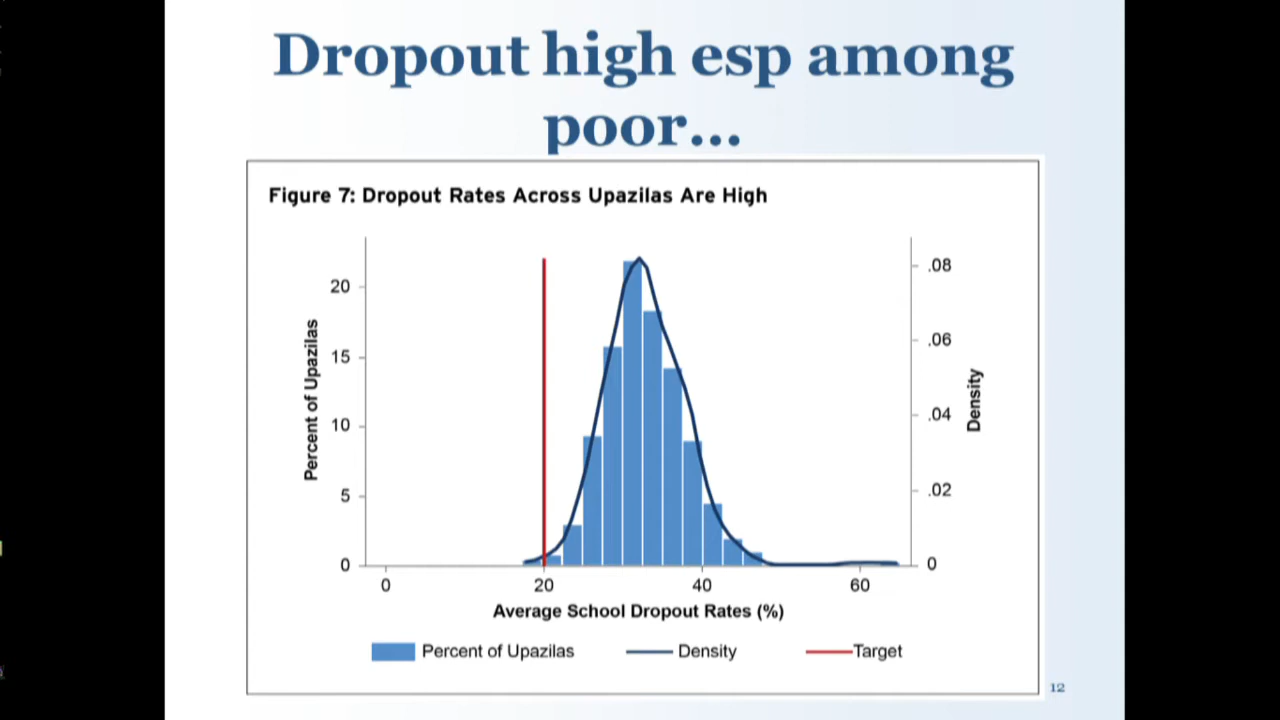 Dropout high esp among
poor...
Figure 7: Dropout Rates Across Upazilas Are High
Percent of Upazilas
20
15
10
5
0
.08
.06
.04
.02
0
Density
0 20 40 60
Average School Dropout Rates (%)
Percent of Upazilas Density Target
12